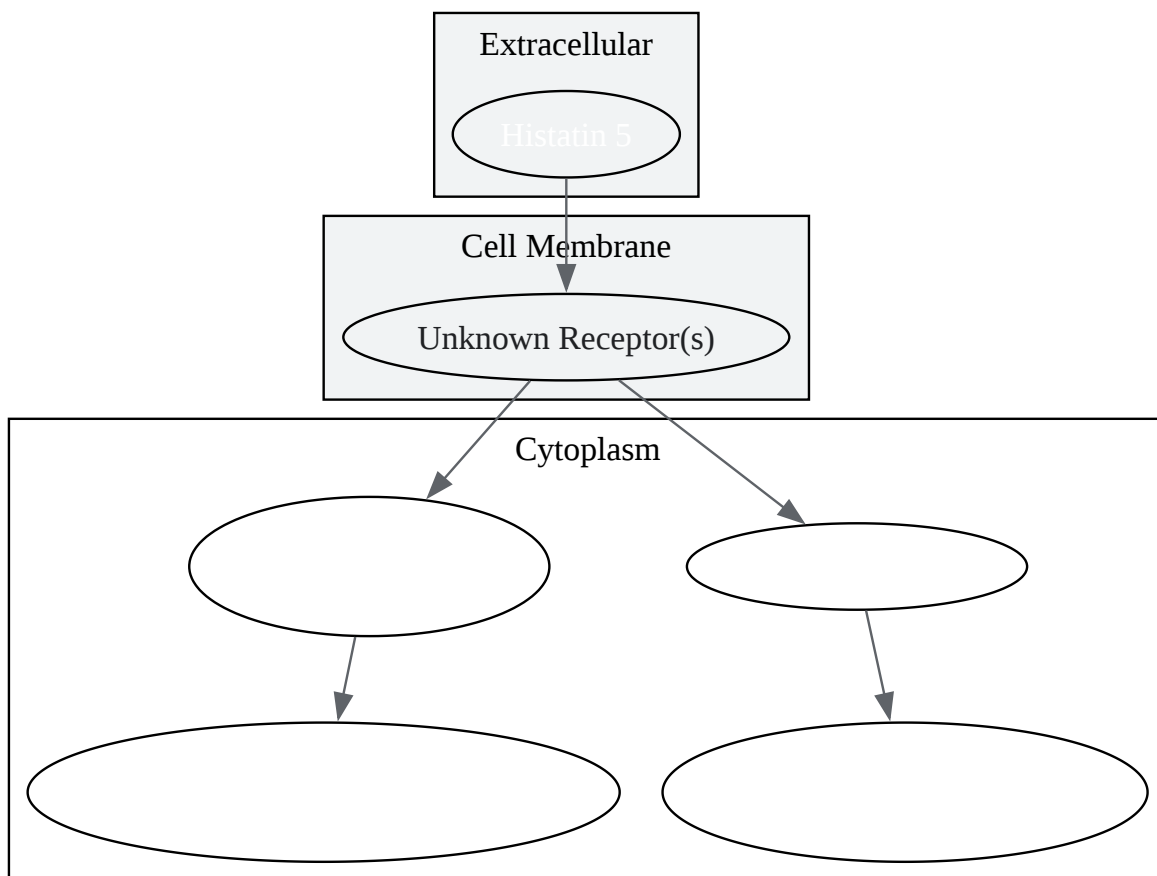 Extracellular
Histatin 5
Cell Membrane
Unknown Receptor(s)
Cytoplasm